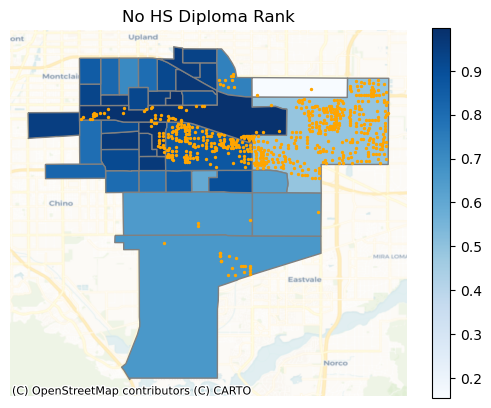 No HS Diploma Rank
ont
Upland
Montclair
Chino
MIRA LOMA
Eastvale
Norco
(C) OpenStreetMap contributors (C) CARTO
0.9
0.8
0.7
0.6
0.5
0.4
0.3
0.2